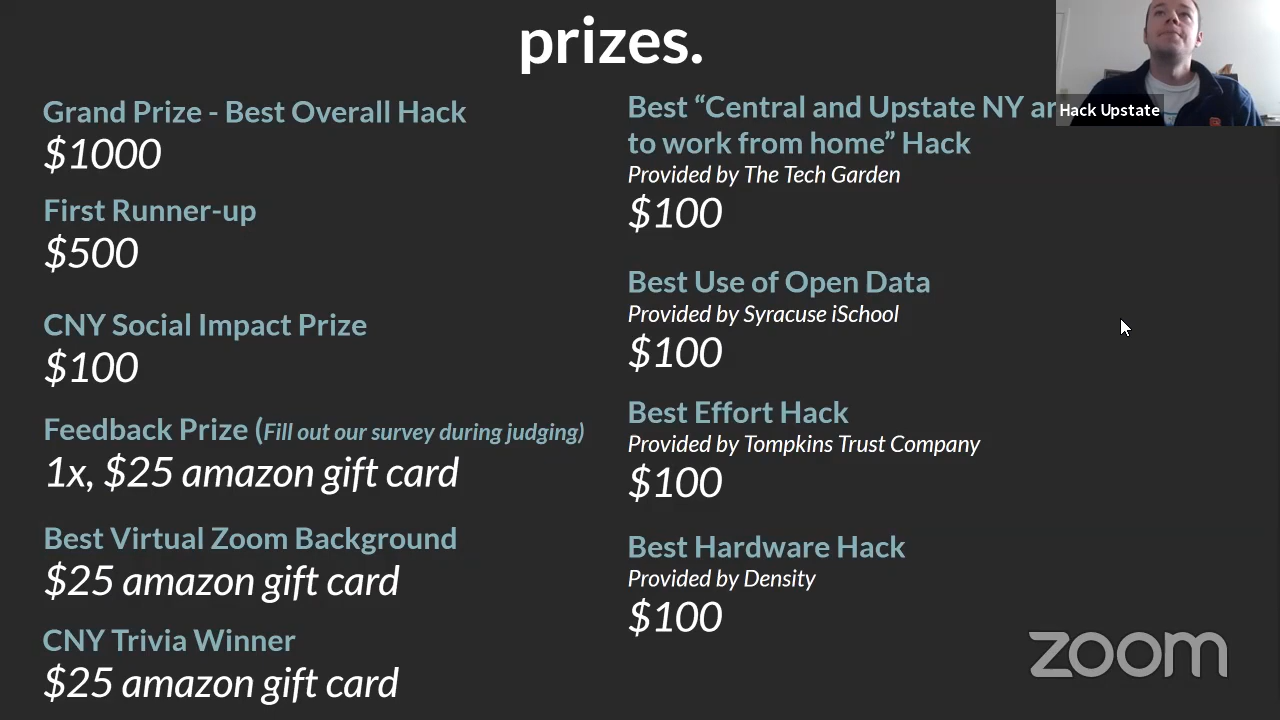 prizes.
Grand Prize - Best Overall Hack
$1000
First Runner-up
$500
CNY Social Impact Prize
$100
Feedback Prize (Fill out our survey during judging)
1x, $25 amazon gift card
Best Virtual Zoom Background
$25 amazon gift card
CNY Trivia Winner
$25 amazon gift card
Best “Central and Upstate NY
to work from home” Hack
Provided by The Tech Garden
$100
Best Use of Open Data
Provided by Syracuse iSchool
$100
Best Effort Hack
Provided by Tompkins Trust Company
$100
Best Hardware Hack
Provided by Density
$100
Hack Upstate
zoom